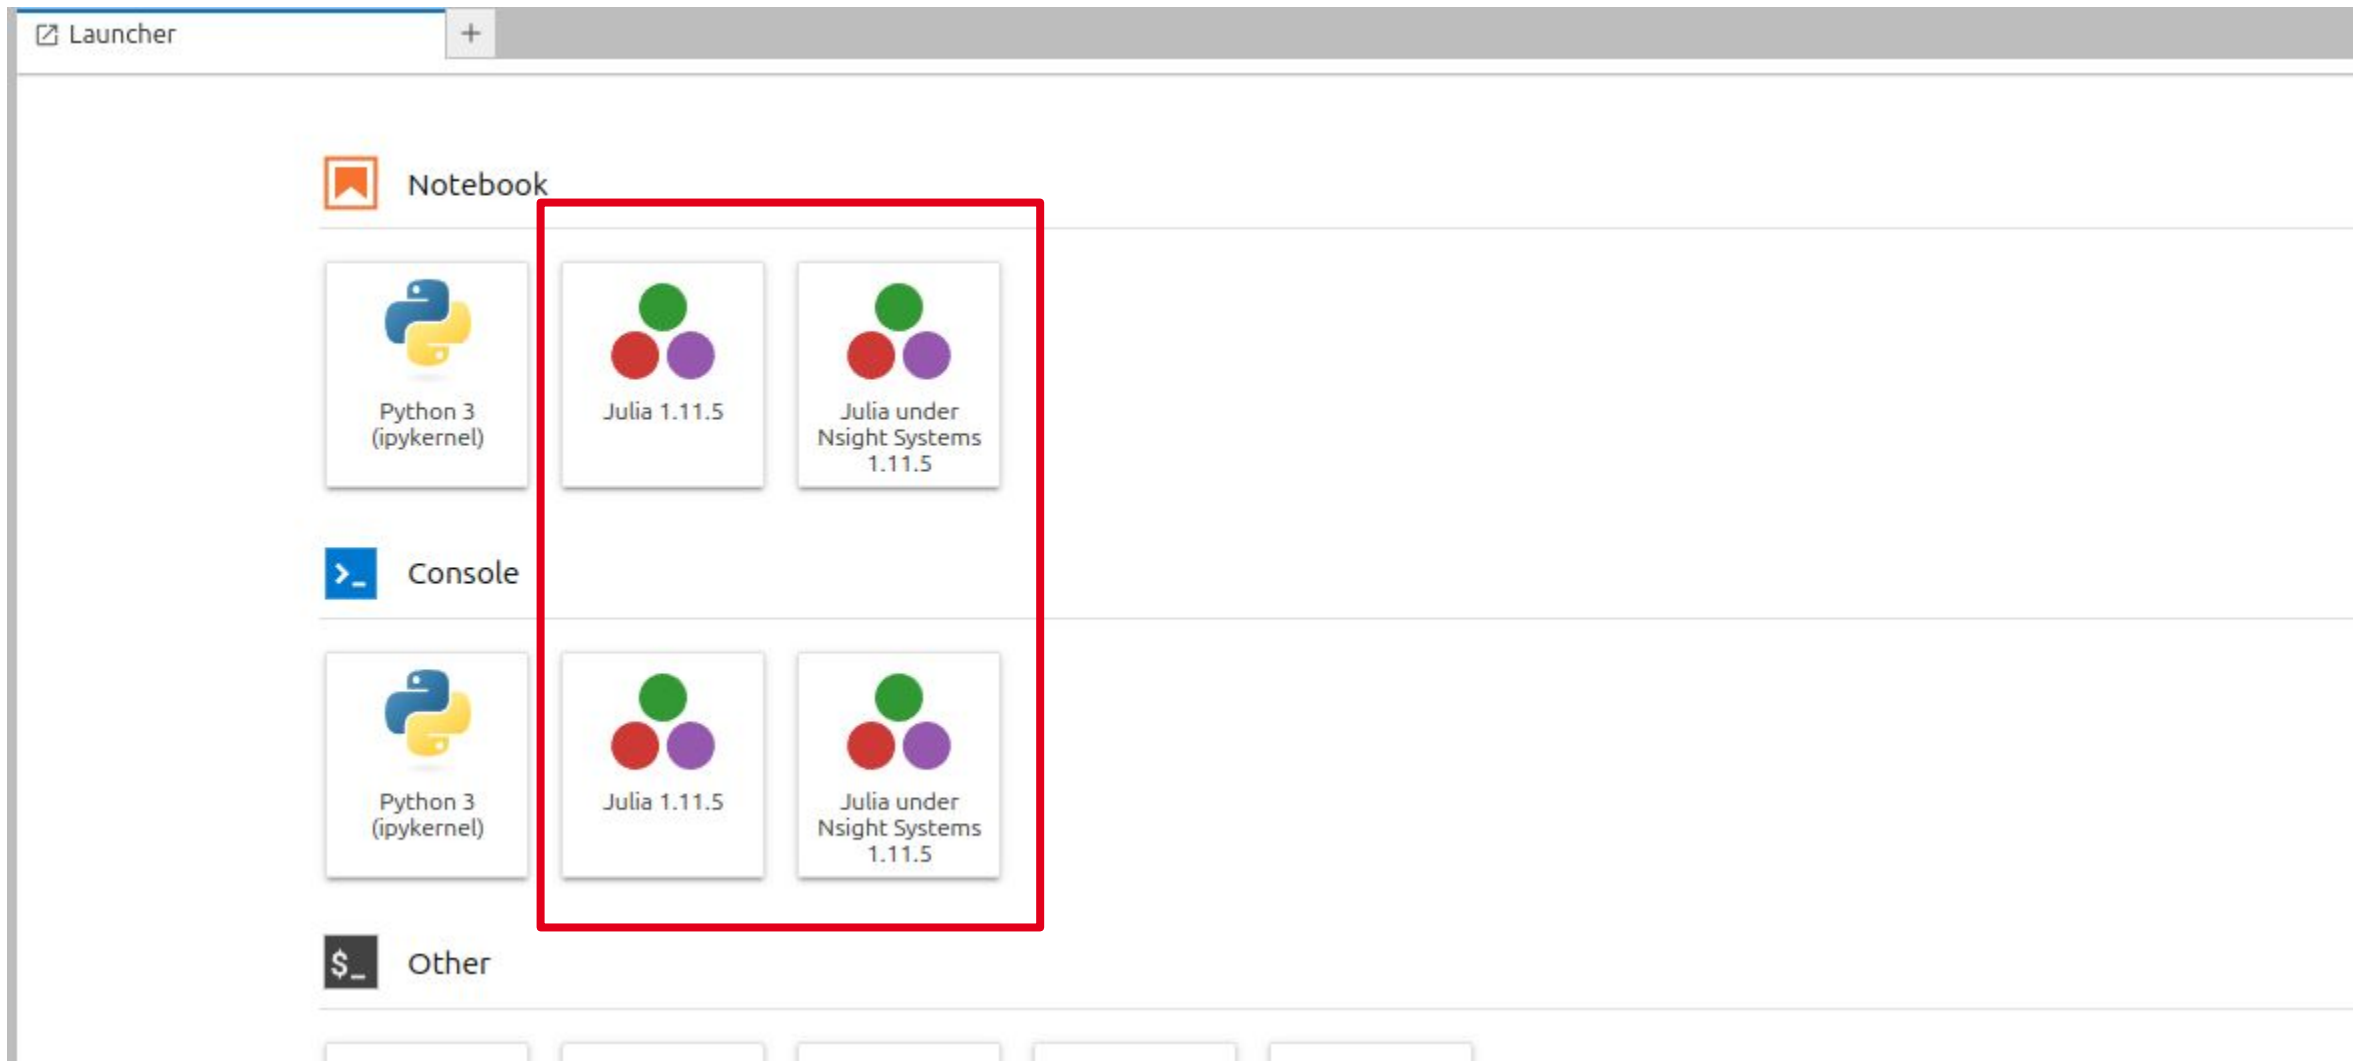 Launcher
+
Notebook
Python 3
(ipykernel)
Julia 1.11.5
Julia under
Nsight Systems
1.11.5
>_ Console
Python 3
(ipykernel)
Julia 1.11.5
Julia under
Nsight Systems
1.11.5
$_ Other